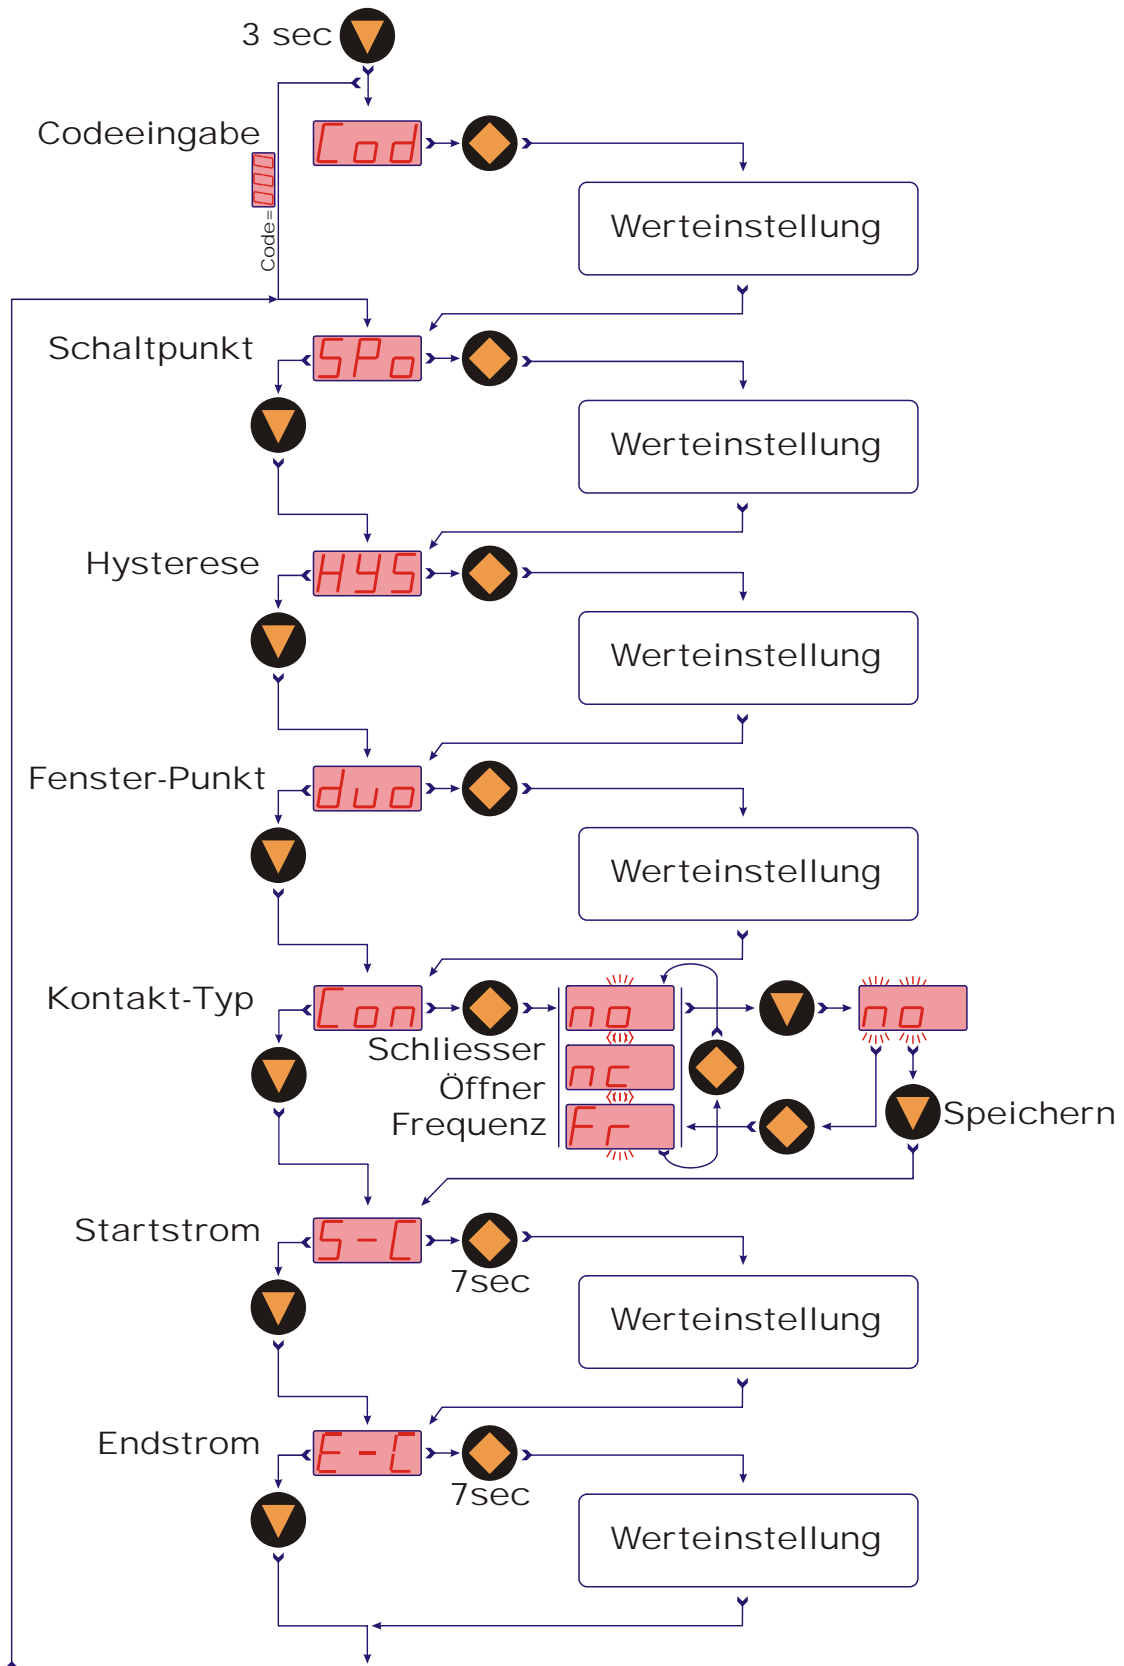 3 sec
Codeeingabe
Cod
000
Code=
Werteinstellung
Schaltpunkt
SPo
Werteinstellung
Hysterese
HYS
Werteinstellung
Fenster-Punkt
duo
Werteinstellung
Kontakt-Typ
Con
no
no
Schliesser
nc
Öffner
Frequenz
Fr
Speichern
Startstrom
S-C
7sec
Werteinstellung
Endstrom
E-C
7sec
Werteinstellung